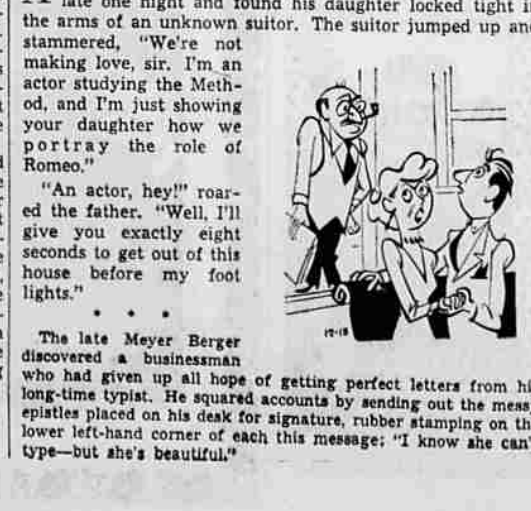 late one night and found his daughter locked tight
the arms of an unknown suitor. The suitor jumped up and
stammered, "We're not
making love, sir. I'm an
actor studying the Meth-
od, and I'm just showing
your daughter how we
portray the role of
Romeo."
"An actor, hey!" roar-
ed the father. "Well, I'll
give you exactly eight
seconds to get out of this
house before my foot
lights."
* * *
12-15
The late Meyer Berger
discovered a businessman
who had given up all hope of getting perfect letters from
long-time typist. He squared accounts by sending out the
epistles placed on his desk for signature, rubber stamping on
lower left-hand corner of each this message: "I know she
type—but she's beautiful."